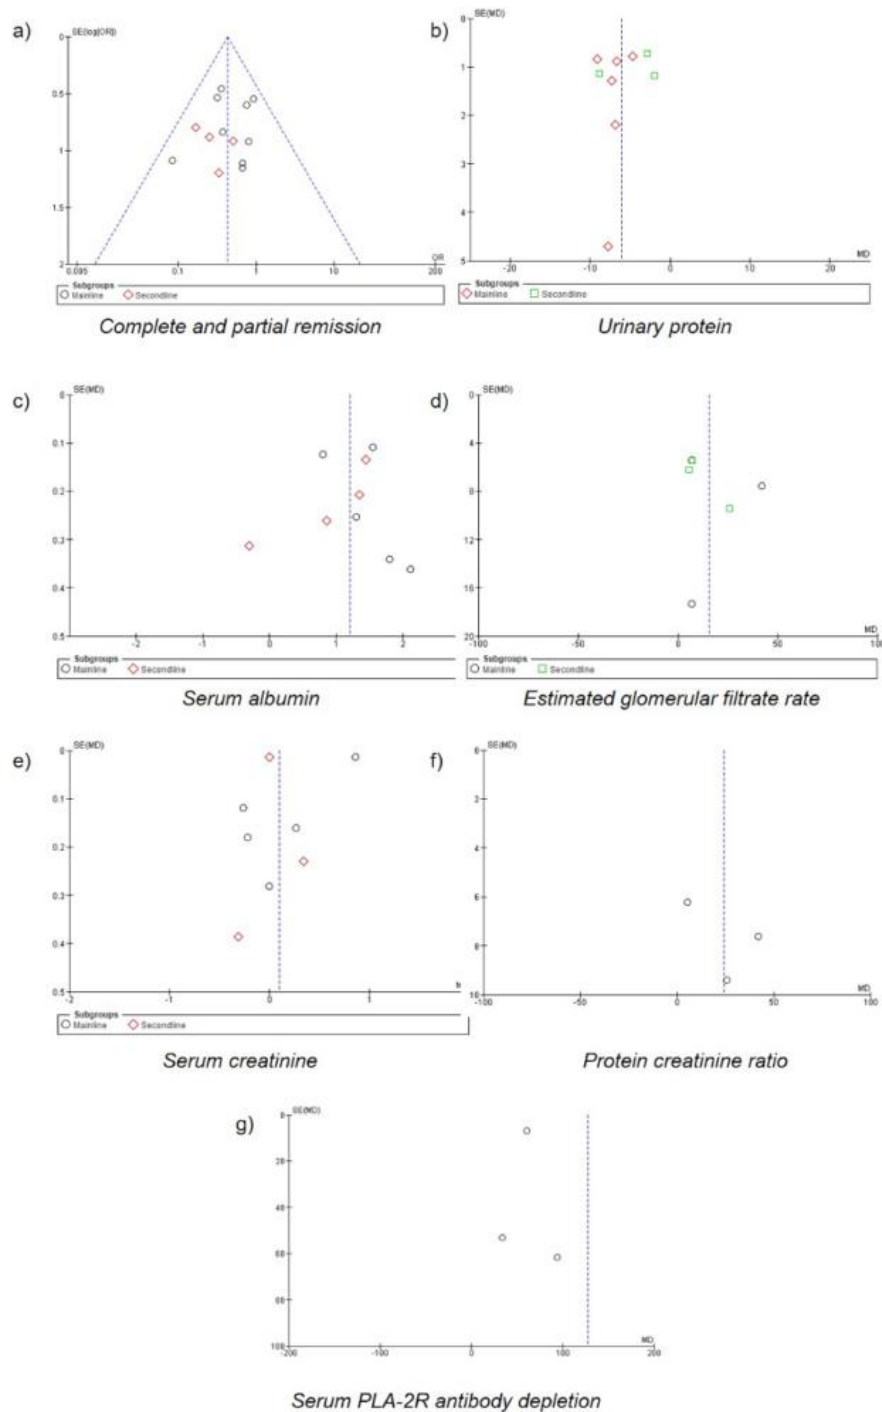 a)
SE(log[OR])
0
0.5
1
1.5
2
0.005
0.1
1
10
200
OR
Subgroups
Mainline Secondline
Complete and partial remission
b)
SE(MD)
0
1
2
3
4
5
-20
-10
0
10
20
MD
Subgroups
Mainline Secondline
Urinary protein
c)
SE(MD)
0
0.1
0.2
0.3
0.4
0.5
-2
-1
0
1
2
Subgroups
Mainline Secondline
Serum albumin
d)
SE(MD)
0
4
8
12
16
20
-100
-50
0
50
100
MD
Subgroups
Mainline Secondline
Estimated glomerular filtrate rate
e)
SE(MD)
0
0.1
0.2
0.3
0.4
0.5
-2
-1
0
1
Subgroups
Mainline Secondline
Serum creatinine
f)
SE(MD)
0
2
4
6
8
10
-100
-50
0
50
100
MD
Protein creatinine ratio
g)
SE(MD)
0
20
40
60
80
100
-200
-100
0
100
200
MD
Serum PLA-2R antibody depletion